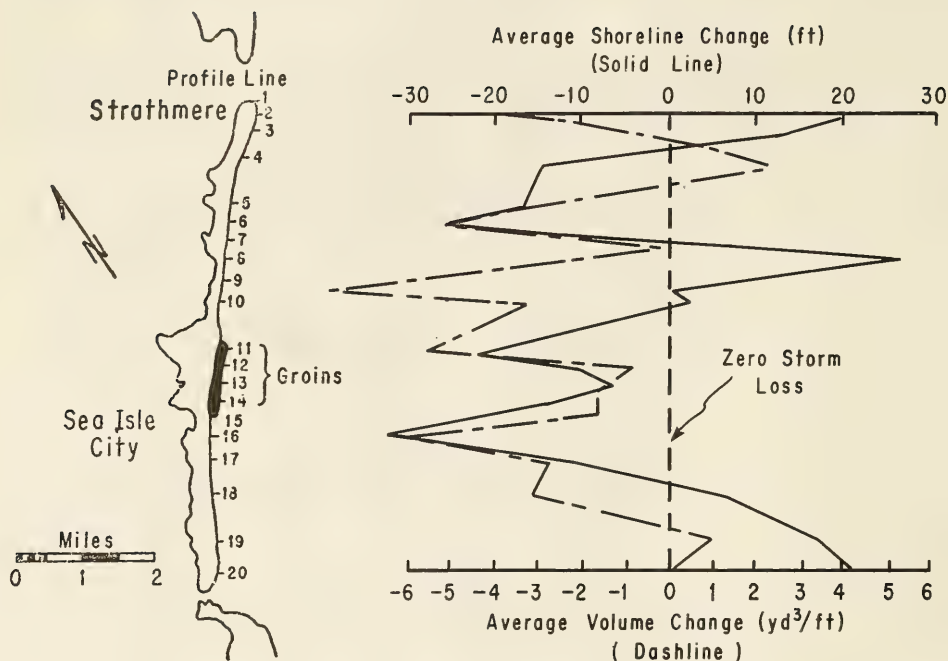 Average Shoreline Change (ft)
(Solid Line)
-30 -20 -10 0 10 20 30
Profile Line
Strathmere
1
2
3
4
5
6
7
8
9
10
11
12
13
14
15
16
17
18
19
20
Groins
Sea Isle
City
Zero Storm
Loss
Miles
0 1 2
-6 -5 -4 -3 -2 -1 0 1 2 3 4 5 6
Average Volume Change (yd³/ft)
( Dashline )